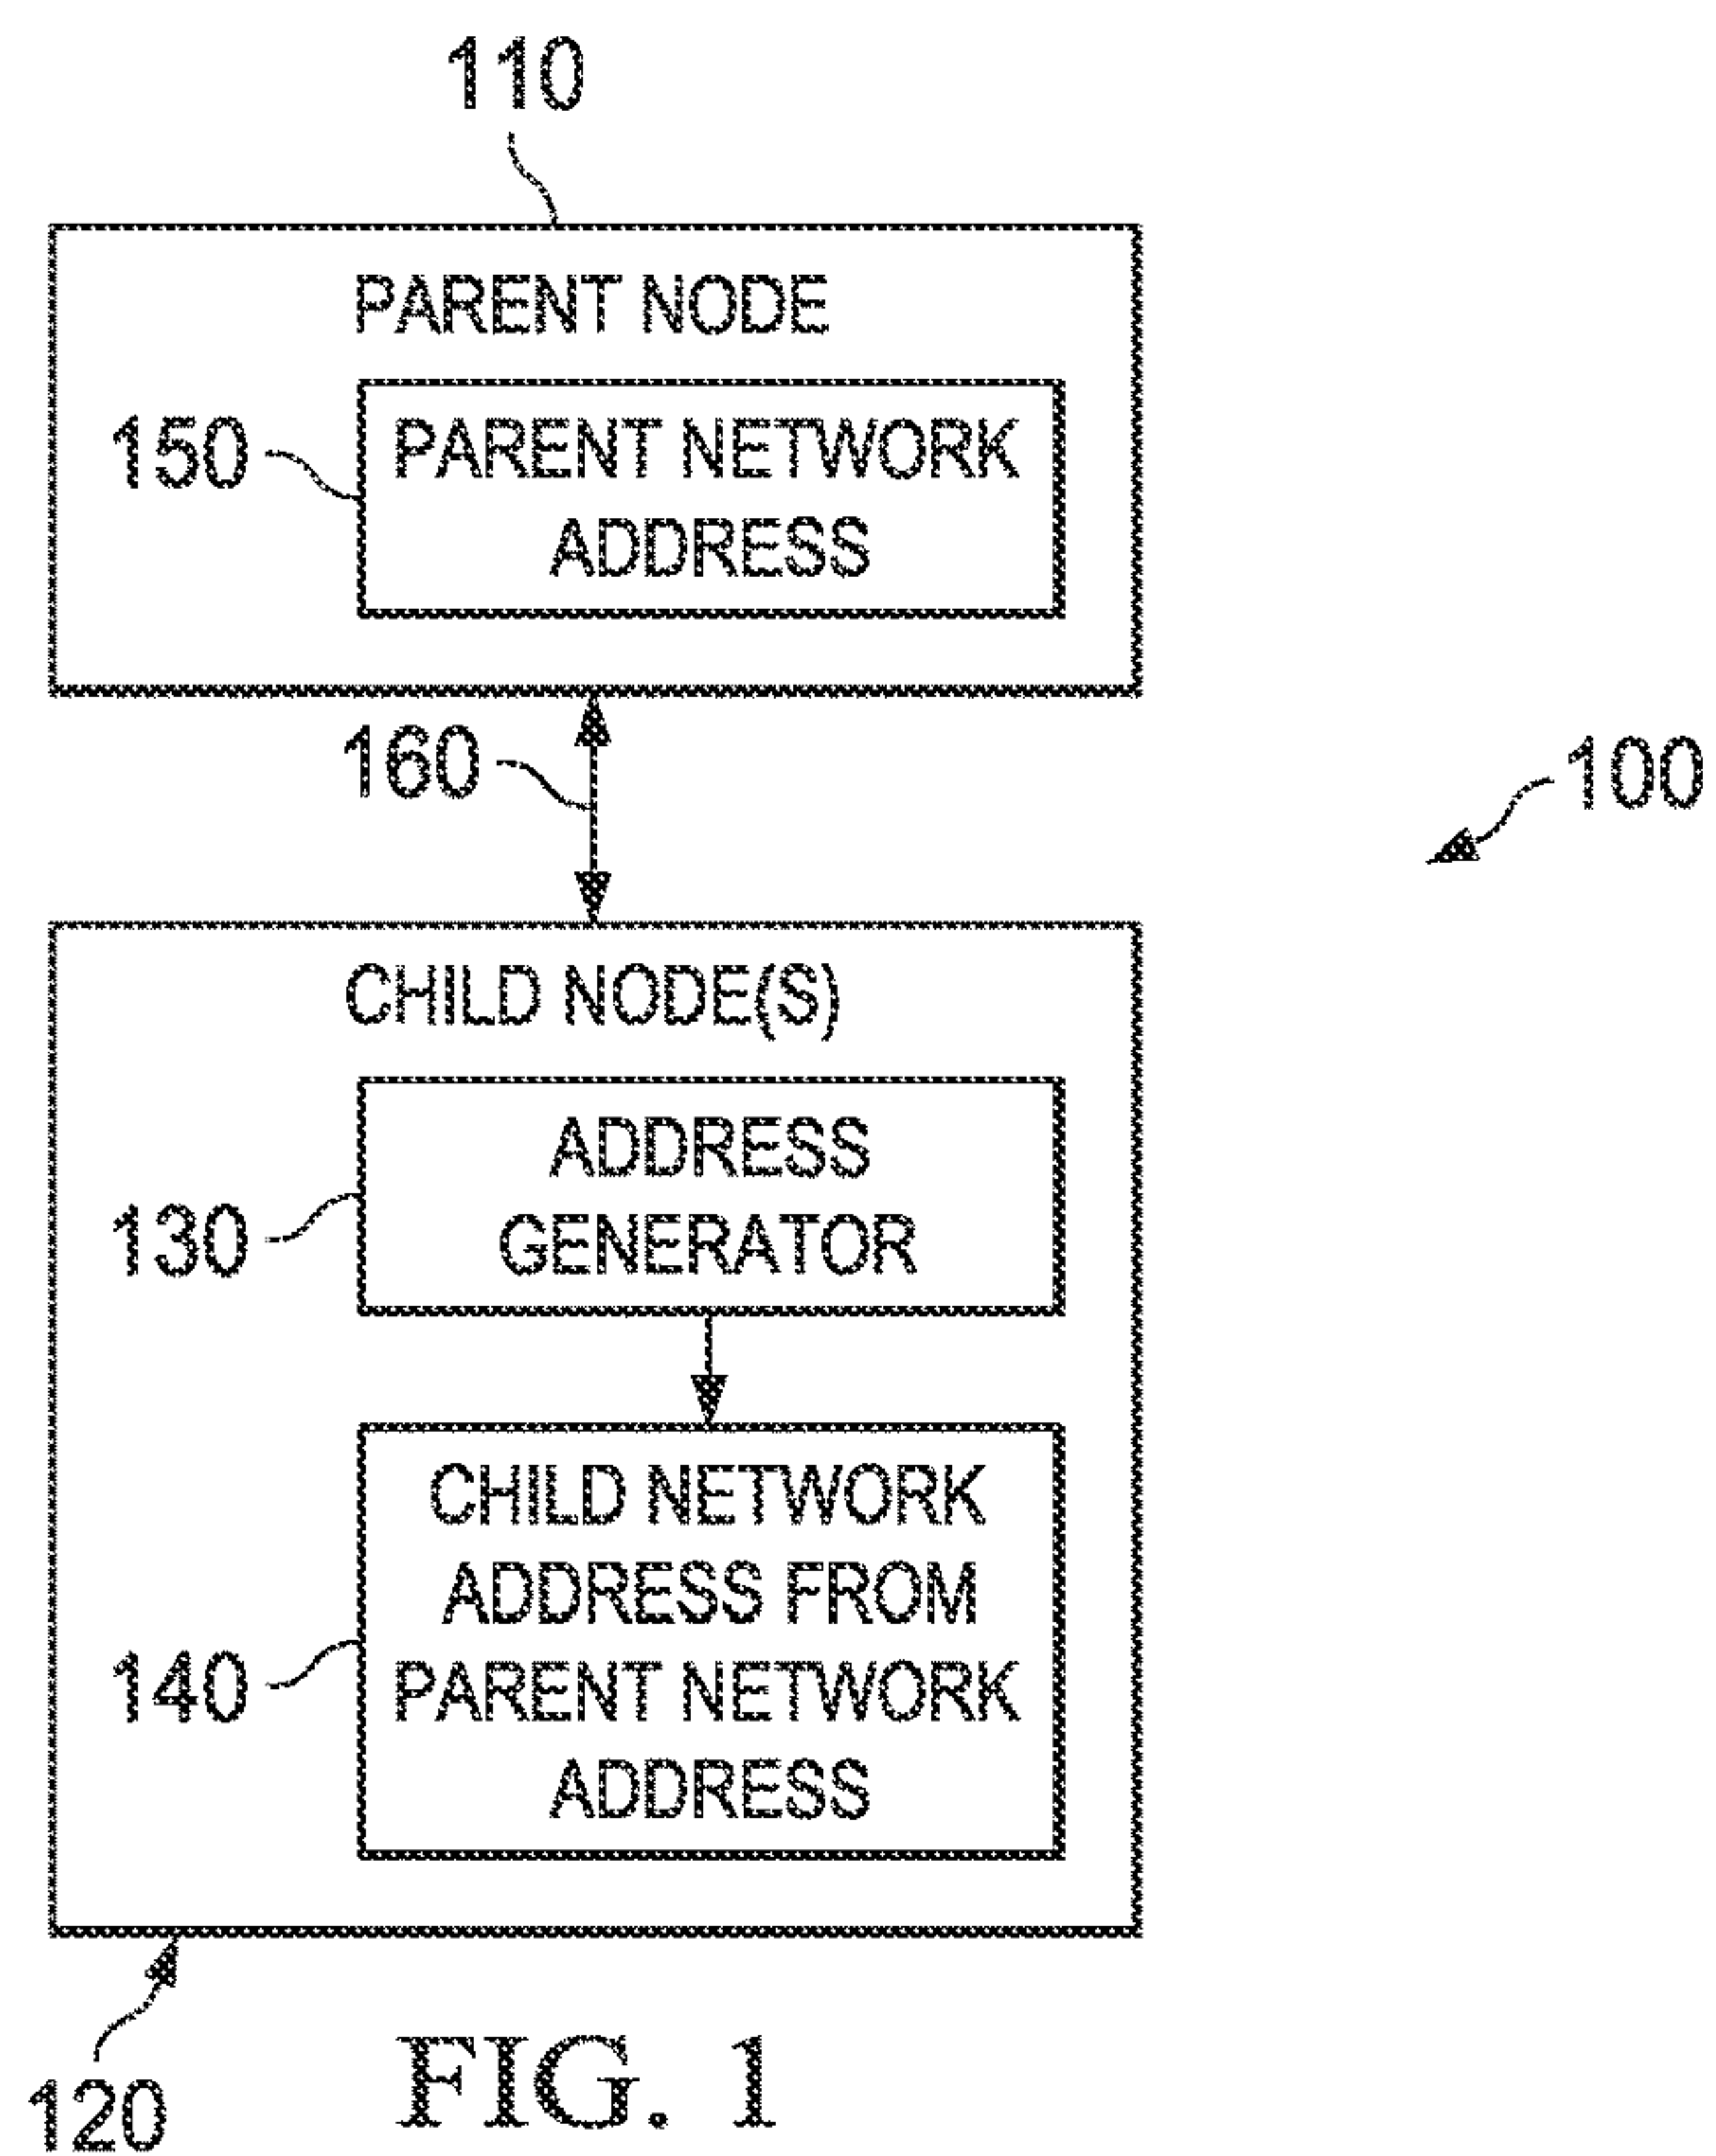 110
PARENT NODE
150
PARENT NETWORK
ADDRESS
160
100
CHILD NODE(S)
ADDRESS
GENERATOR
130
CHILD NETWORK
ADDRESS FROM
PARENT NETWORK
ADDRESS
140
120
FIG. 1